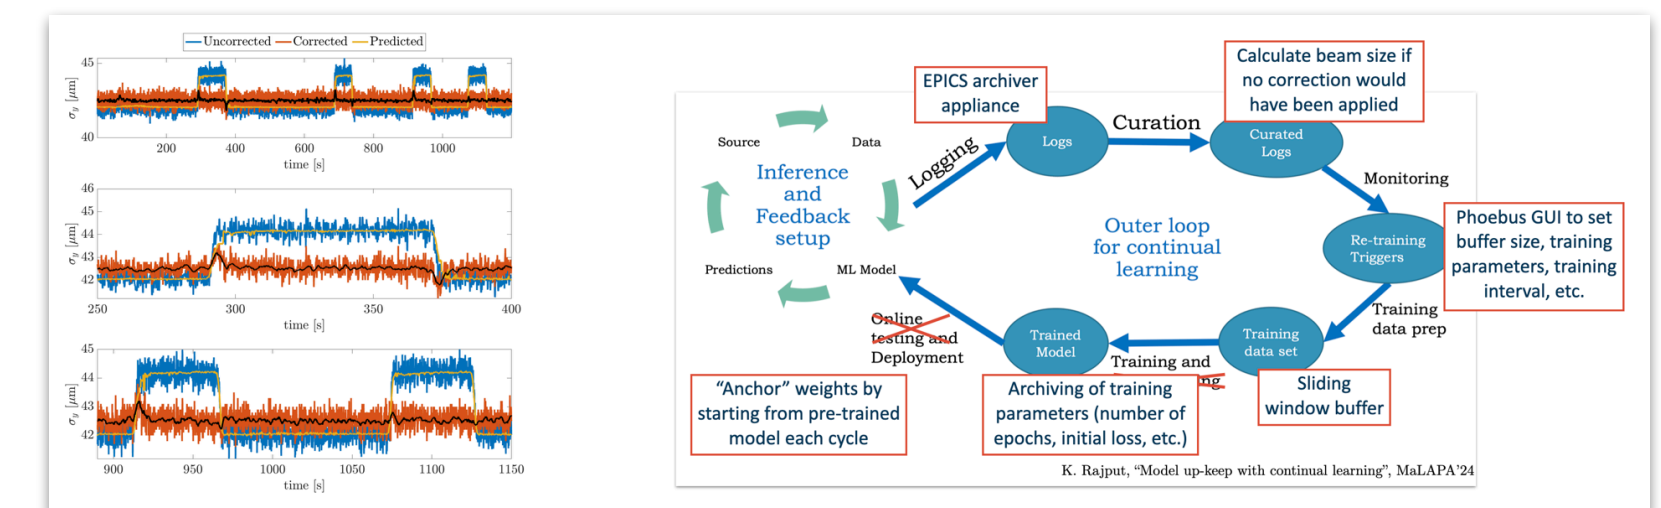 Uncorrected Corrected Predicted
45
40
σy [μm]
200 400 600 800 1000
time [s]
46
45
44
43
42
σy [μm]
250 300 350 400
time [s]
45
44
43
42
σy [μm]
900 950 1000 1050 1100 1150
time [s]
Source
Data
Inference
and
Feedback
setup
Predictions
ML Model
Logging
EPICS archiver
appliance
Logs
Curation
Calculate beam size if
no correction would
have been applied
Curated
Logs
Monitoring
Outer loop
for continual
learning
Re-training
Triggers
Phoebus GUI to set
buffer size, training
parameters, training
interval, etc.
Training
data prep
Training
data set
Sliding
window buffer
Training and
ng
Trained
Model
Archiving of training
parameters (number of
epochs, initial loss, etc.)
Online
testing and
Deployment
“Anchor” weights by
starting from pre-trained
model each cycle
K. Rajput, “Model up-keep with continual learning”, MaLAPA’24